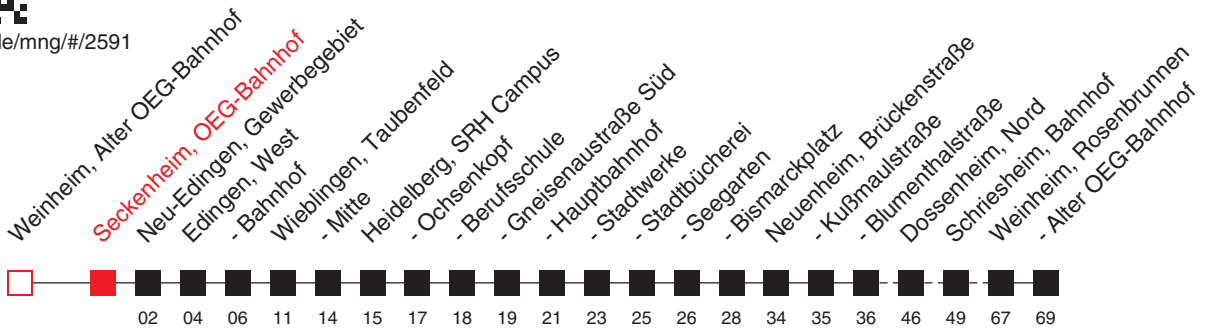 le/mng/#/2591
Weinheim, Alter OEG-Bahnhof
Seckenheim, OEG-Bahnhof
Neu-Edingen, Gewerbegebiet
Edingen, West
- Bahnhof
Wieblingen, Taubenfeld
- Mitte
Heidelberg, SRH Campus
- Ochsenkopf
- Berufsschule
- Gneisenaustraße Süd
- Hauptbahnhof
- Stadtwerke
- Stadtbücherei
- Seegarten
- Bismarckplatz
Neuenheim, Brückenstraße
- Kußmaulstraße
- Blumenthalstraße
Dossenheim, Nord
Schriesheim, Bahnhof
Weinheim, Rosenbrunnen
- Alter OEG-Bahnhof
02 04 06 11 14 15 17 18 19 21 23 25 26 28 34 35 36 46 49 67 69